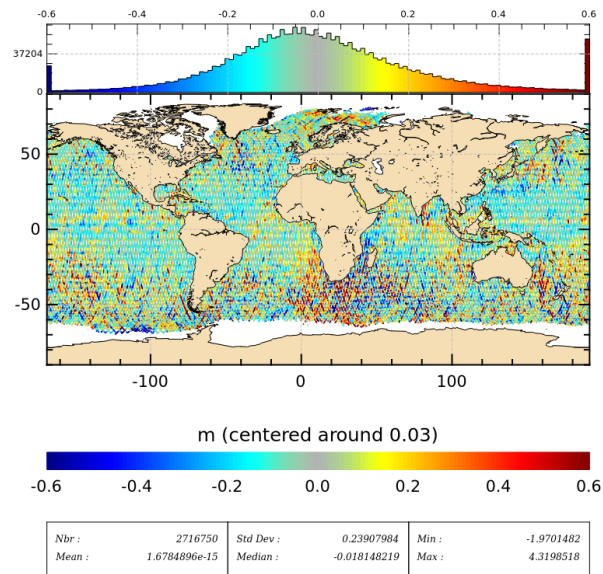 -0.6 -0.4 -0.2 0.0 0.2 0.4 0.6
37204
0
50
0
-50
-100 0 100
m (centered around 0.03)
-0.6 -0.4 -0.2 0.0 0.2 0.4 0.6
Nbr : 2716750 Std Dev : 0.23907984 Min : -1.9701482
Mean : 1.6784896e-15 Median : -0.018148219 Max : 4.3198518